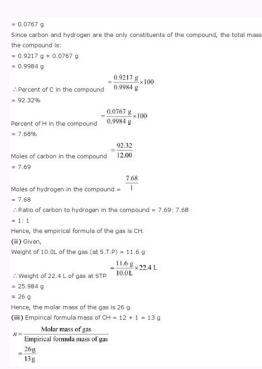 = 0.0767 g
Since carbon and hydrogen are the only constituents of the compound, the total mass
the compound is:
= 0.9217 g + 0.0767 g
= 0.9984 g
∴Percent of C in the compound = 0.9217 g / 0.9984 g ×100
= 92.32%
Percent of H in the compound = 0.0767 g / 0.9984 g ×100
= 7.68%
Moles of carbon in the compound = 92.32 / 12.00
= 7.69
Moles of hydrogen in the compound = 7.68 / 1
= 7.68
∴Ratio of carbon to hydrogen in the compound = 7.69: 7.68
= 1: 1
Hence, the empirical formula of the gas is CH.
(ii) Given,
Weight of 10.0L of the gas (at S.T.P) = 11.6 g
∴Weight of 22.4 L of gas at STP = 11.6 g / 10.0L ×22.4 L
= 25.984 g
≈ 26 g
Hence, the molar mass of the gas is 26 g.
(iii) Empirical formula mass of CH = 12 + 1 = 13 g
n = Molar mass of gas / Empirical formula mass of gas
= 26g / 13g